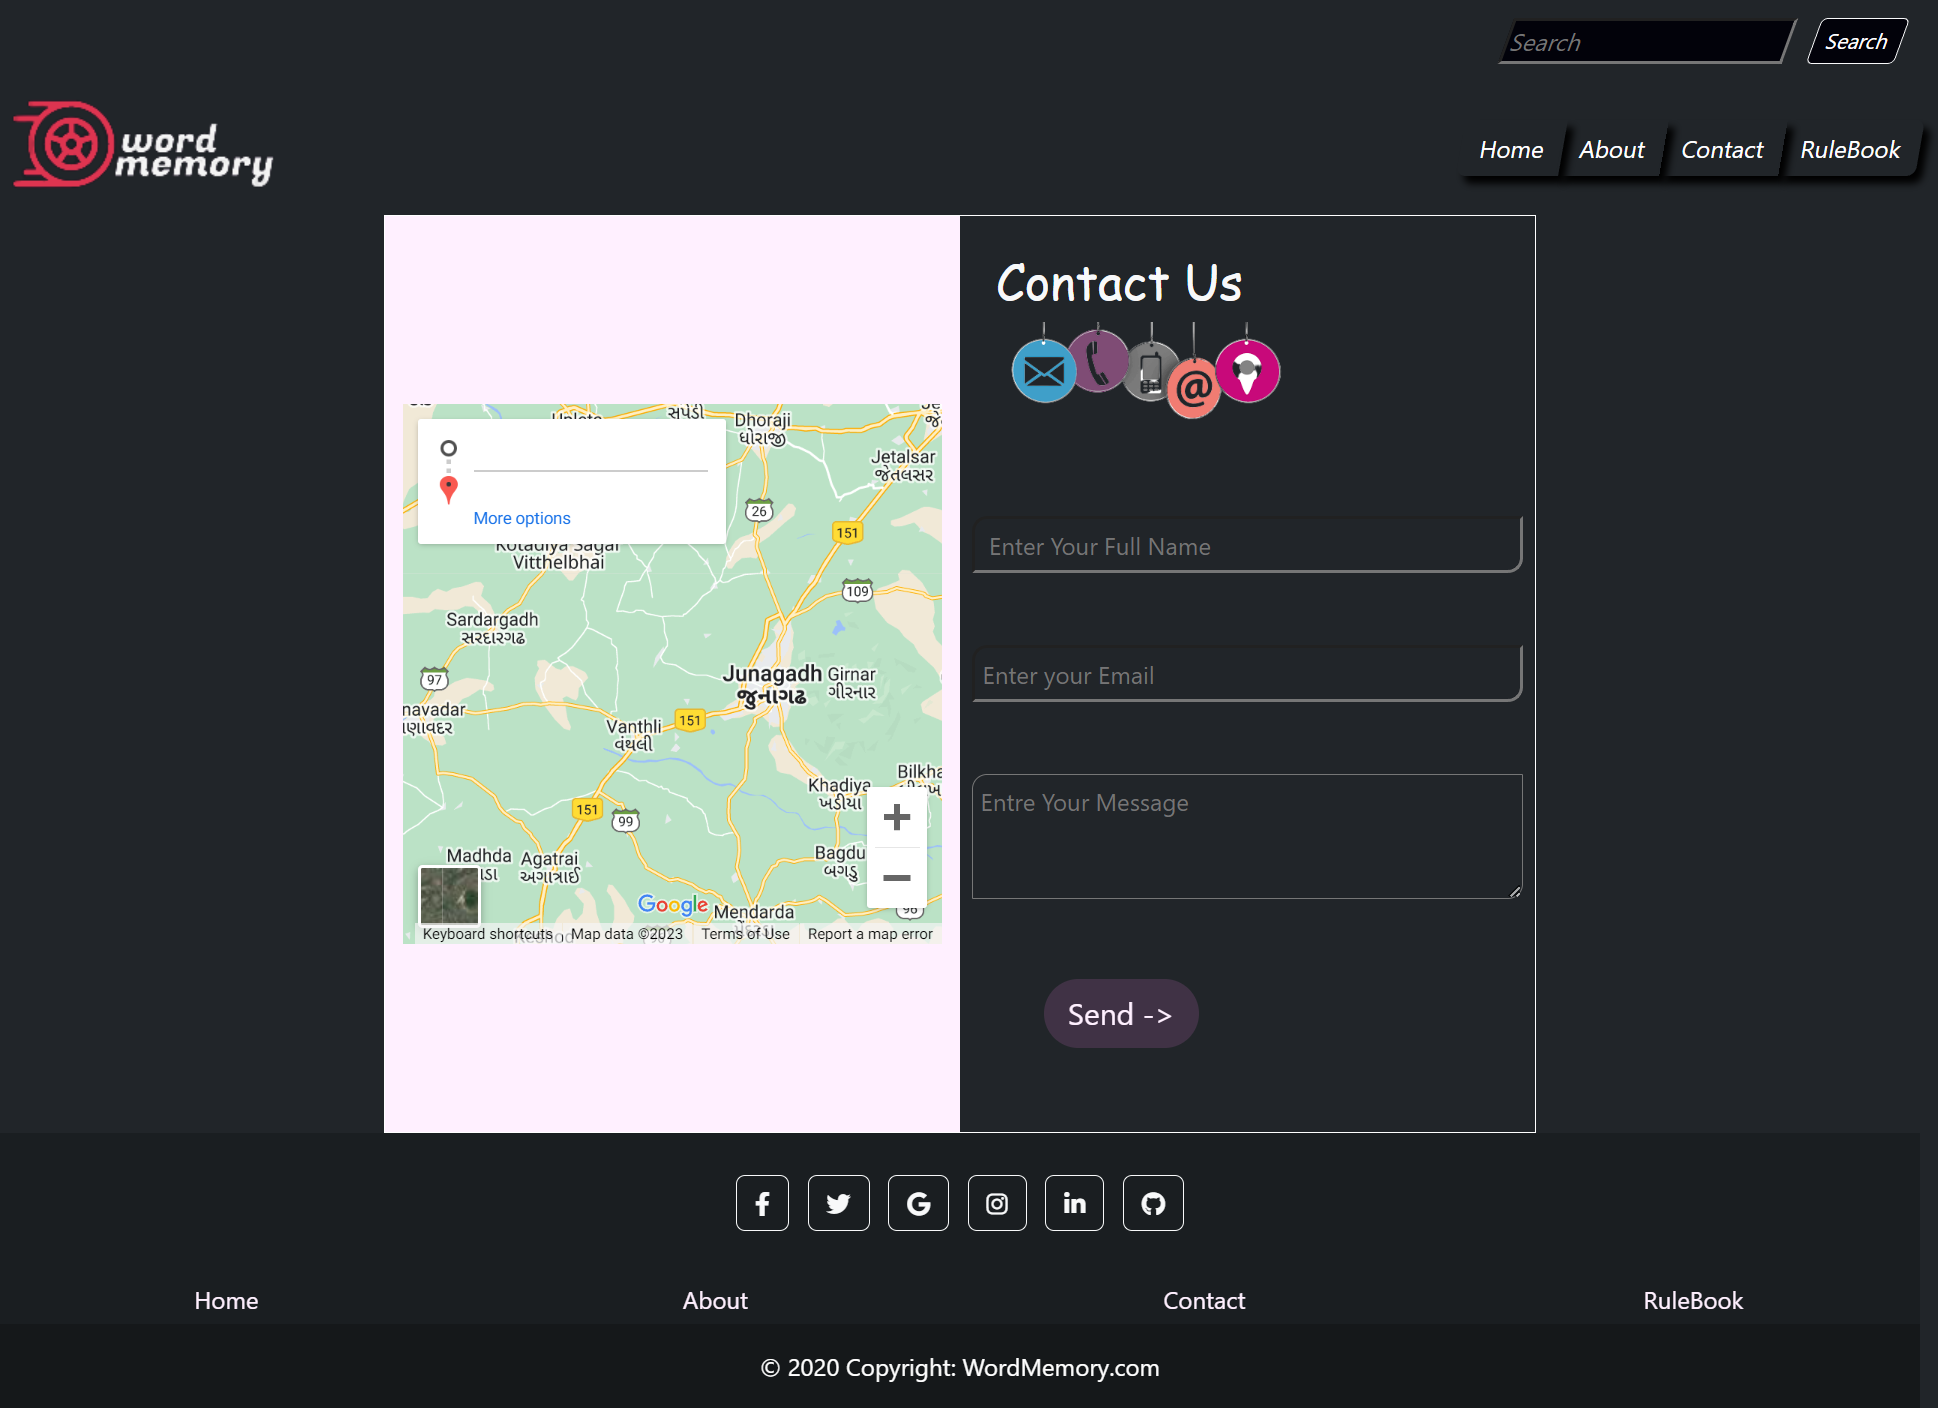 Search
Search
word
memory
Home
About
Contact
RuleBook
Contact Us
@
સપેડી
Dhoraji
ધોરાજી
Jetalsar
જેતલસર
More options
26
151
Vitthelbhai
109
Sardargadh
સરદારગઢ
97
Junagadh
જુનાગઢ
Girnar
ગીરનાર
navadar
ણાવદર
151
Vanthli
વંથલી
Bilkha
Khadiya
ખડીયા
151
99
Madhda
Agatrai
અગાત્રાઈ
Bagdu
બગડુ
Google
Mendarda
Keyboard shortcuts
Map data ©2023
Terms of Use
Report a map error
Enter Your Full Name
Enter your Email
Entre Your Message
Send ->
Home
About
Contact
RuleBook
© 2020 Copyright: WordMemory.com